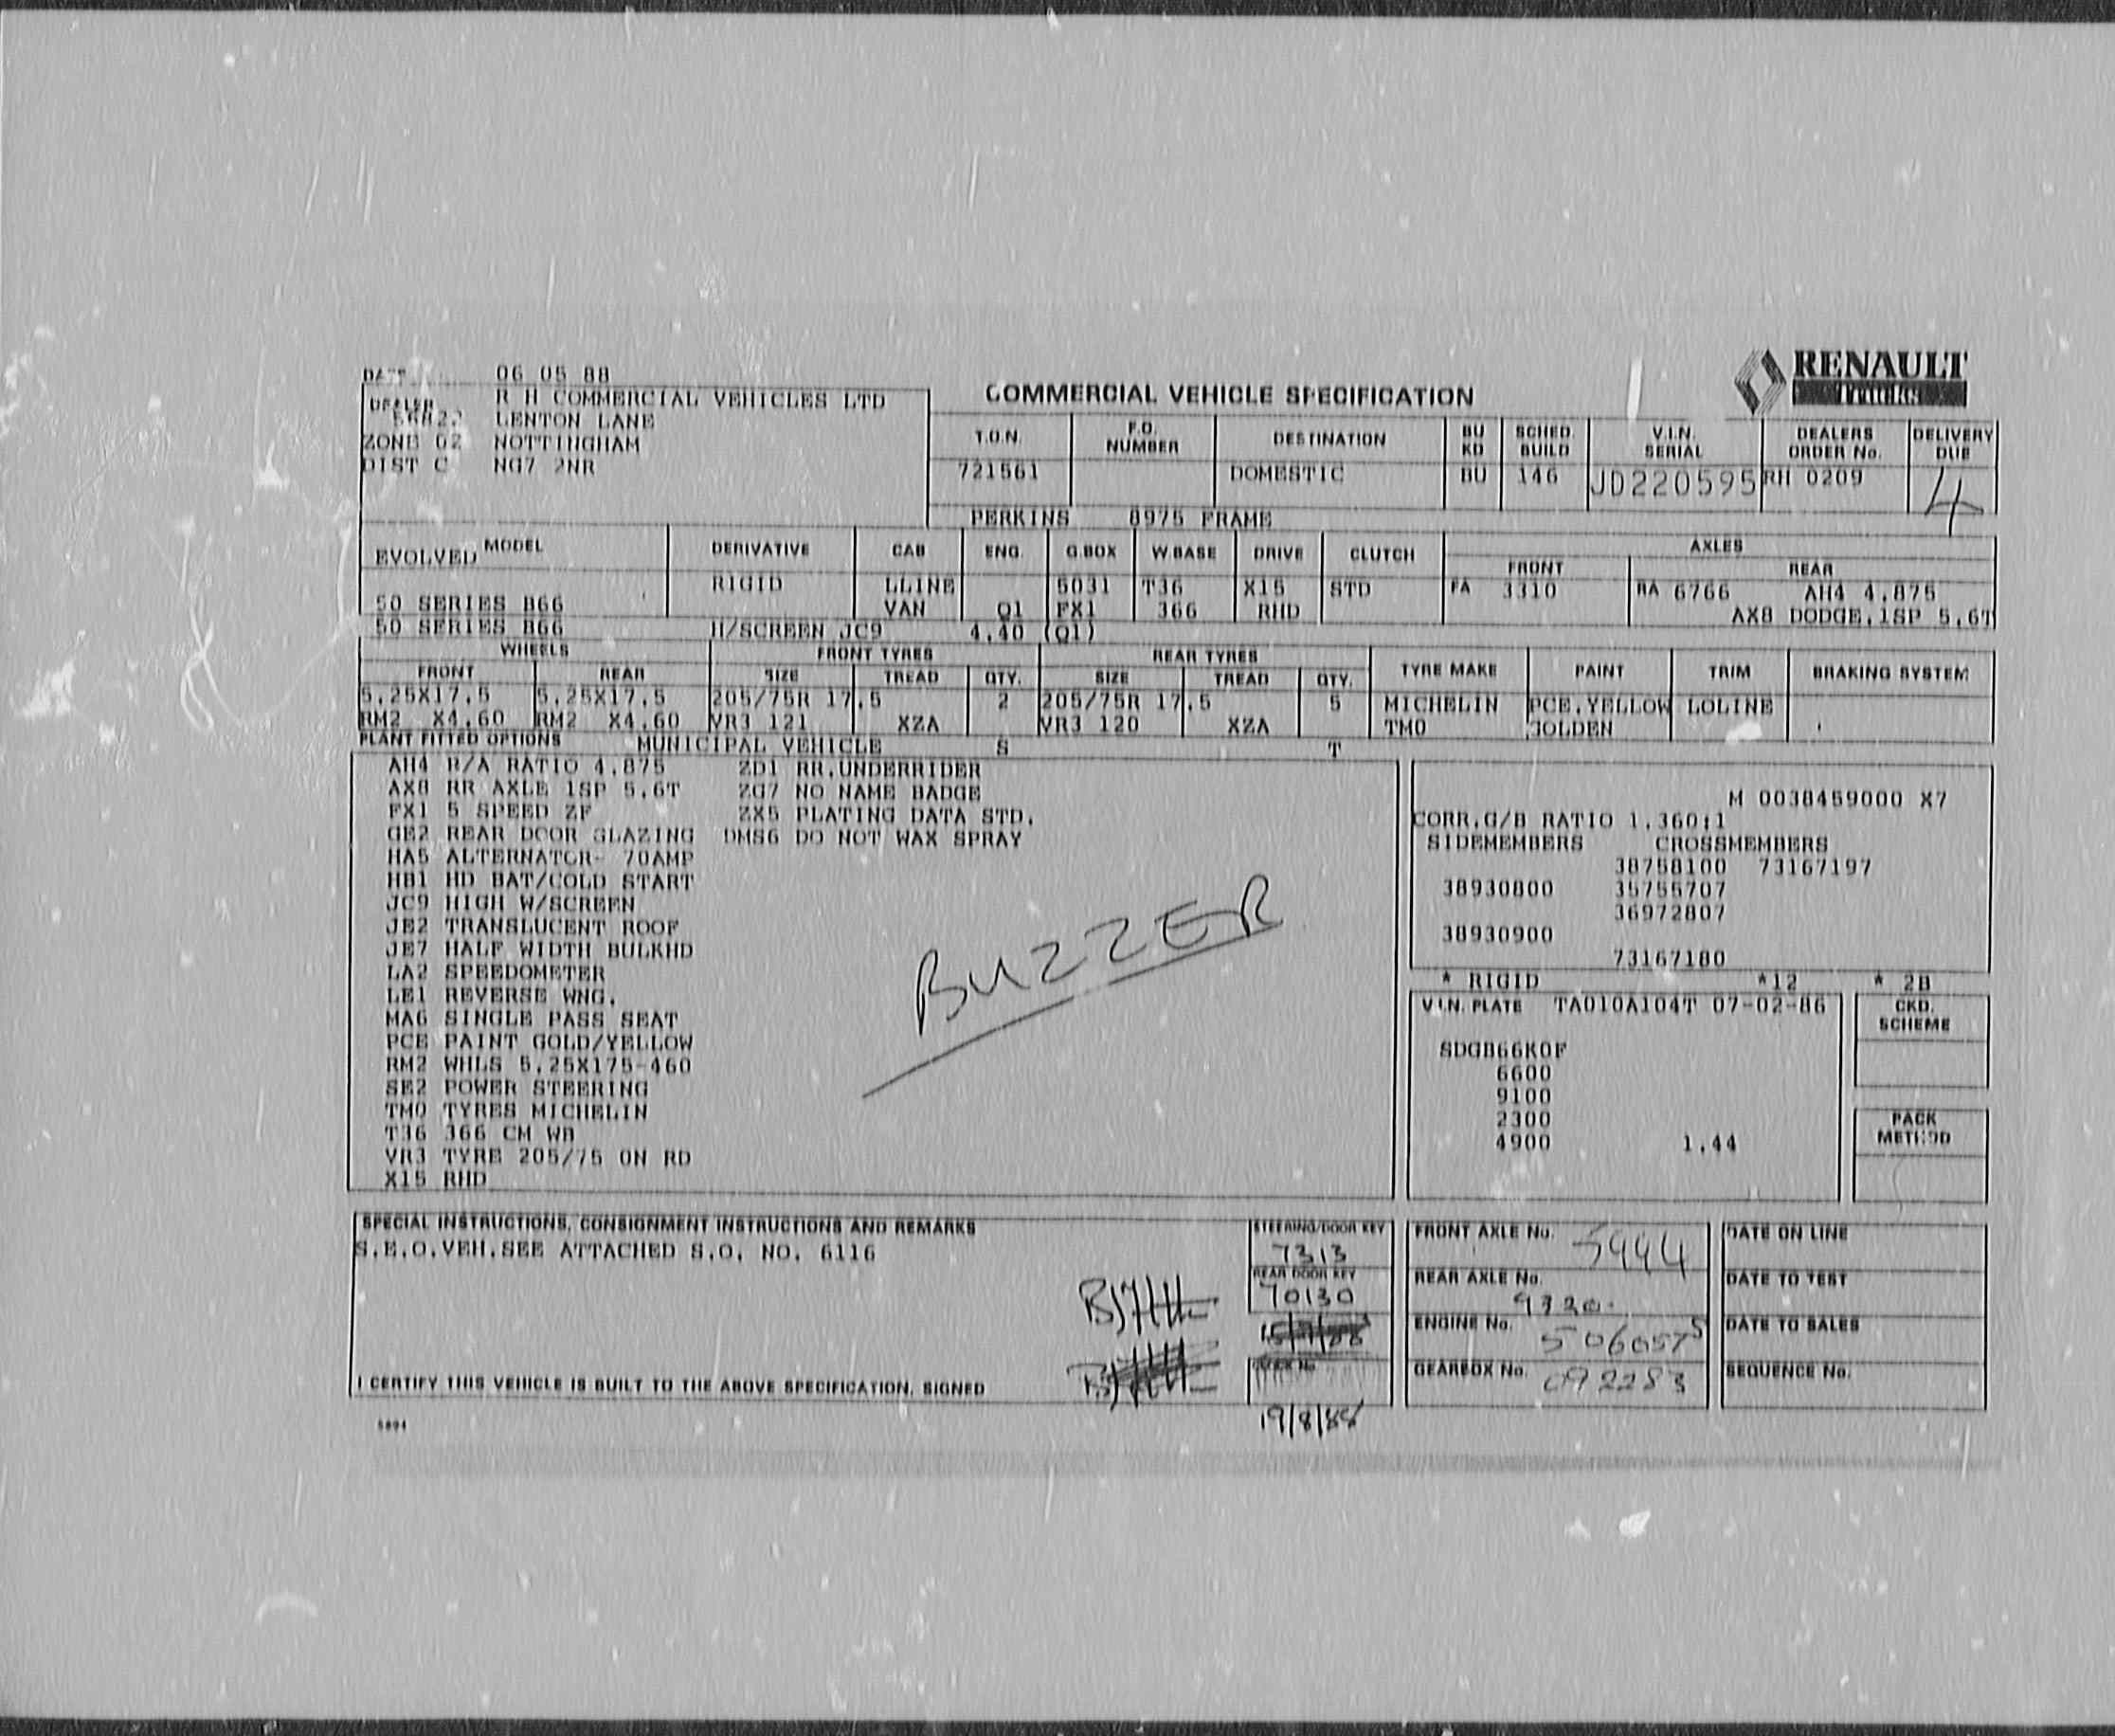 RENAULT
Trucks
DATE 06 05 88
COMMERCIAL VEHICLE SPECIFICATION
DEALER R H COMMERCIAL VEHICLES LTD
LENTON LANE
ZONE 02 NOTTINGHAM
DIST C NG7 2NR
T.O.N. F.O. NUMBER DESTINATION BU KD SCHED. BUILD V.I.N. SERIAL DEALERS ORDER No. DELIVERY DUE
721561 DOMESTIC BU 146 JD220595 RH 0209 4
PERKINS 8975 FRAME
EVOLVED MODEL DERIVATIVE CAB ENG. G.BOX W.BASE DRIVE CLUTCH AXLES
FRONT REAR
RIGID LLINE 5031 T36 X15 STD FA 3310 RA 6766 AH4 4.875
50 SERIES B66 VAN Q1 FX1 366 RHD AX8 DODGE,1SP 5.6T
50 SERIES B66 H/SCREEN JC9 4.40 (Q1)
WHEELS FRONT TYRES REAR TYRES TYRE MAKE PAINT TRIM BRAKING SYSTEM
FRONT REAR SIZE TREAD QTY. SIZE TREAD QTY.
5.25X17.5 5.25X17.5 205/75R 17.5 2 205/75R 17.5 5 MICHELIN PCE,YELLOW LOLINE
RM2 X4.60 RM2 X4.60 VR3 121 XZA VR3 120 XZA TM0 GOLDEN
PLANT FITTED OPTIONS MUNICIPAL VEHICLE S T
AH4 R/A RATIO 4.875 ZD1 RR.UNDERRIDER
AX8 RR AXLE 1SP 5.6T ZG7 NO NAME BADGE
FX1 5 SPEED ZF ZX5 PLATING DATA STD.
GE2 REAR DOOR GLAZING DMS6 DO NOT WAX SPRAY
HA5 ALTERNATOR- 70AMP
HB1 HD BAT/COLD START
JC9 HIGH W/SCREEN
JE2 TRANSLUCENT ROOF
JE7 HALF WIDTH BULKHD
LA2 SPEEDOMETER
LE1 REVERSE WNG.
MA6 SINGLE PASS SEAT
PCE PAINT GOLD/YELLOW
RM2 WHLS 5.25X175-460
SE2 POWER STEERING
TM0 TYRES MICHELIN
T36 366 CM WB
VR3 TYRE 205/75 ON RD
X15 RHD
BUZZER
M 0038459000 X7
CORR.G/B RATIO 1.360:1
SIDEMEMBERS CROSSMEMBERS
38758100 73167197
38930800 35755707
36972807
38930900
73167180
* RIGID *12 * 2B
V.I.N. PLATE TA010A104T 07-02-86
SDGB66K0F
6600
9100
2300
4900 1.44
CKD. SCHEME
PACK METHOD
SPECIAL INSTRUCTIONS, CONSIGNMENT INSTRUCTIONS AND REMARKS
S.E.O.VEH.SEE ATTACHED S.O. NO. 6116
I CERTIFY THIS VEHICLE IS BUILT TO THE ABOVE SPECIFICATION, SIGNED
STEERING/DOOR KEY
7313
REAR DOOR KEY
70130
19/8/88
FRONT AXLE No. 5994
REAR AXLE No. 9320
ENGINE No.
GEARBOX No. 092283
DATE ON LINE
DATE TO TEST
DATE TO SALES
SEQUENCE No.
5894